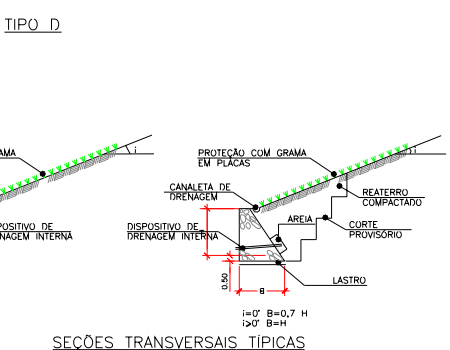 TIPO D
AMA
i
PROTEÇÃO COM GRAMA
EM PLACAS
i
CANALETA DE
DRENAGEM
REATERRO
COMPACTADO
POSITIVO DE
NAGEM INTERNA
DISPOSITIVO DE
DRENAGEM INTERNA
AREIA
CORTE
PROVISÓRIO
0.50
LASTRO
B
i=0° B=0,7 H
i>0° B=H
SEÇÕES TRANSVERSAIS TÍPICAS